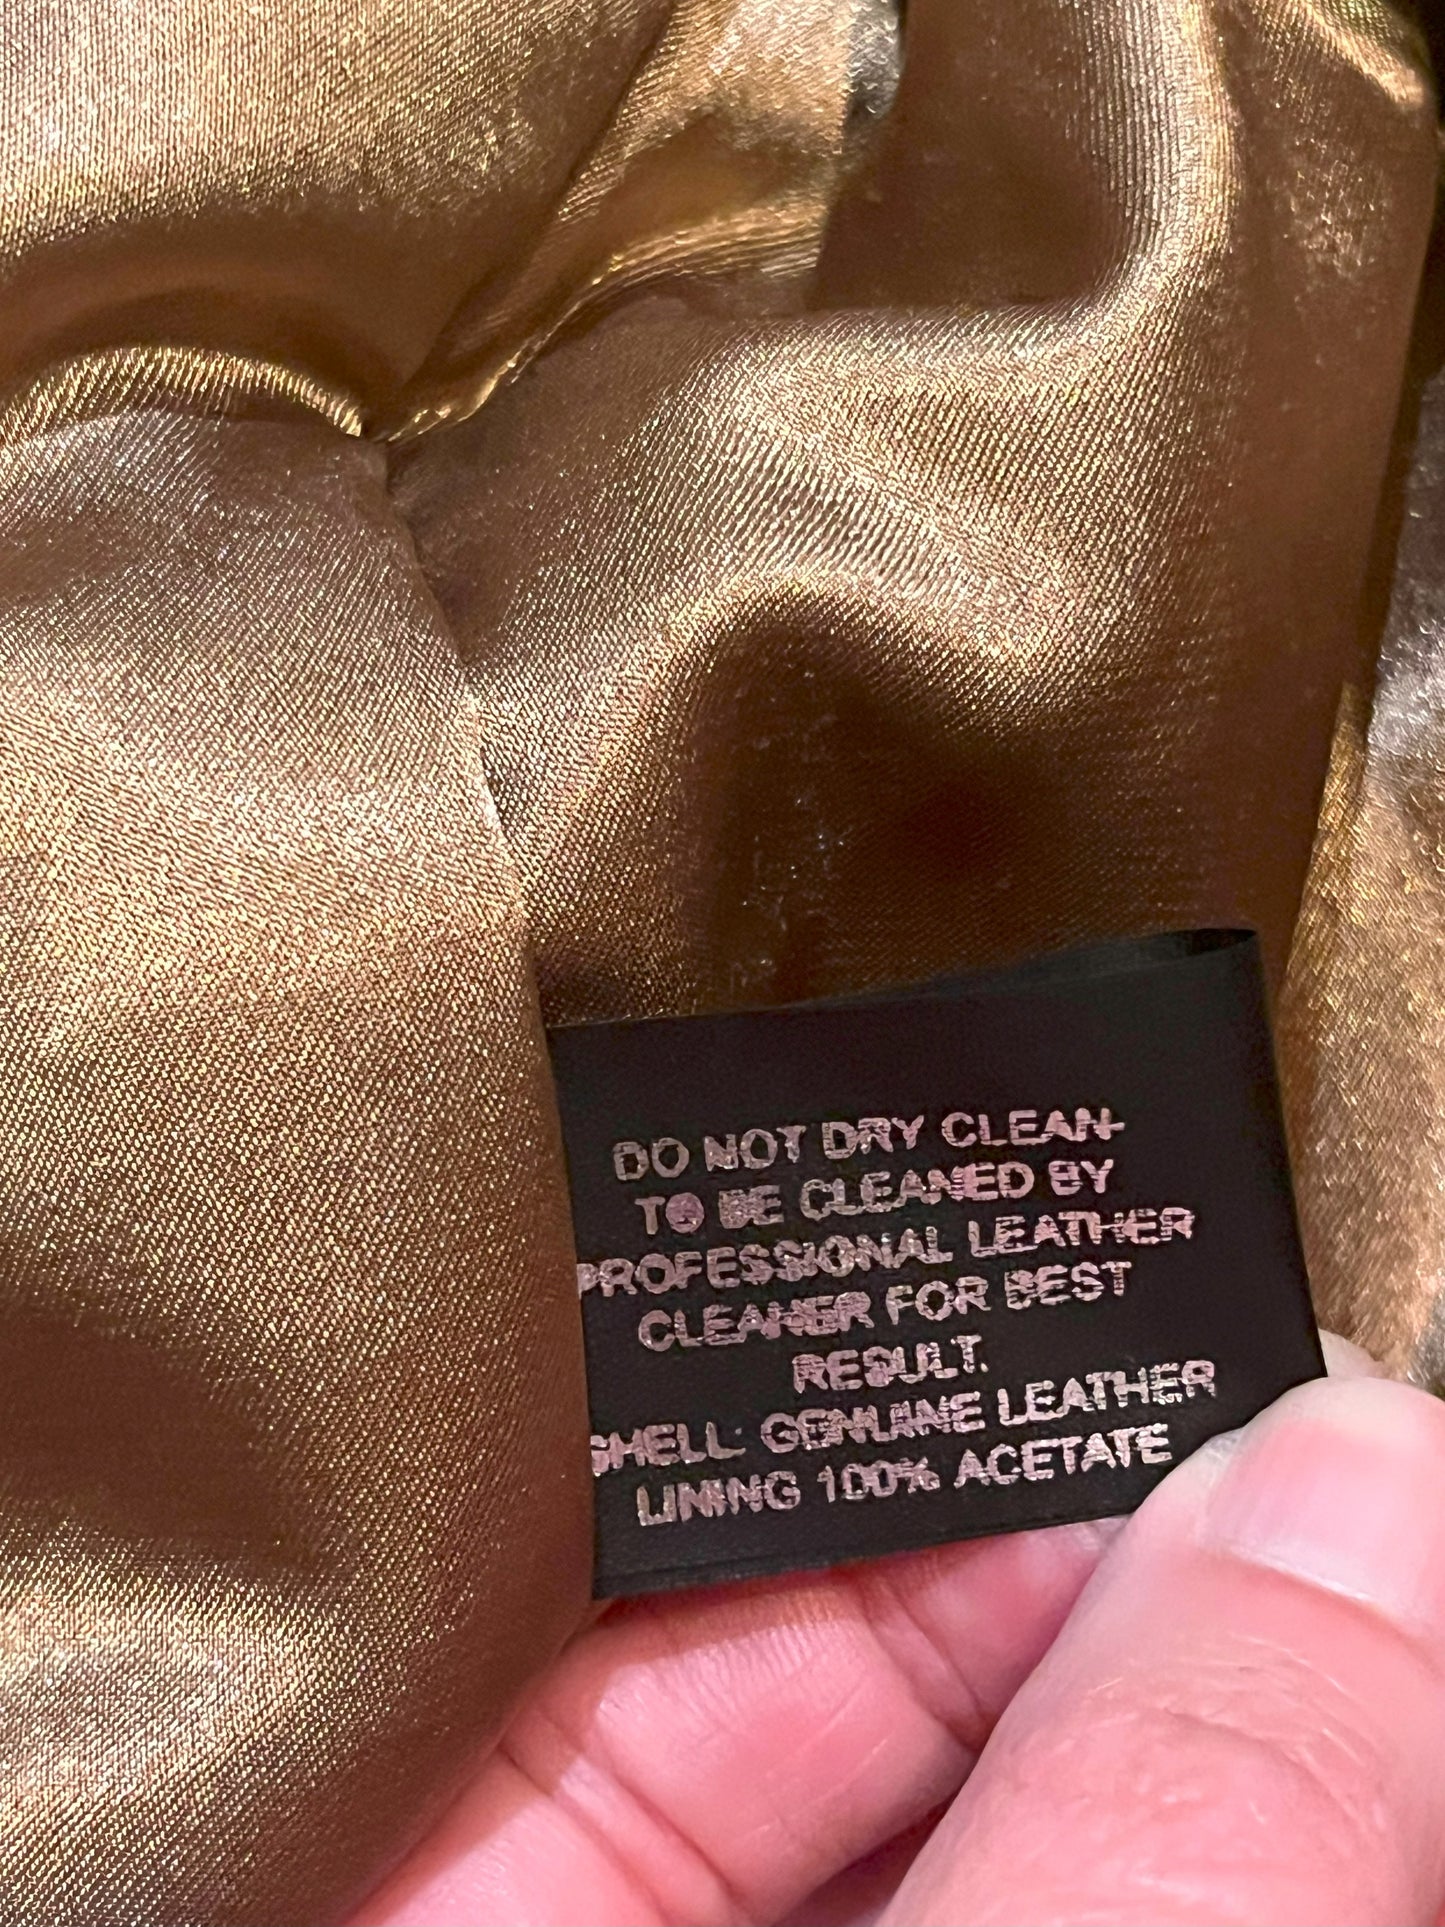 DO NOT DRY CLEAN-
TO BE CLEANED BY
PROFESSIONAL LEATHER
CLEANER FOR BEST
RESULT.
SHELL: GENUINE LEATHER
LINING 100% ACETATE